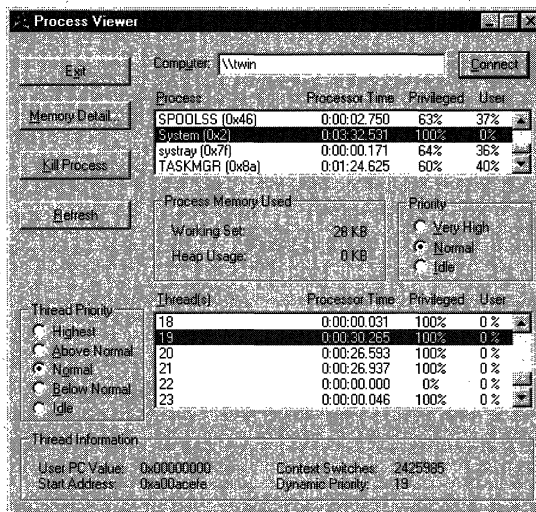 Process Viewer
Exit
Computer: \\twin
Connect
Memory Detail...
Kill Process
Refresh
Process Processor Time Privileged User
SPOOLSS (0x46) 0:00:02.750 63% 37%
System (0x2) 0:03:32.531 100% 0%
systray (0x7f) 0:00:00.171 64% 36%
TASKMGR (0x8a) 0:01:24.625 60% 40%
Process Memory Used
Working Set: 28 KB
Heap Usage: 0 KB
Priority
Very High
Normal
Idle
Thread Priority
Highest
Above Normal
Normal
Below Normal
Idle
Thread(s) Processor Time Privileged User
18 0:00:00.031 100% 0 %
19 0:00:30.265 100% 0 %
20 0:00:26.593 100% 0 %
21 0:00:26.937 100% 0 %
22 0:00:00.000 0% 0 %
23 0:00:00.046 100% 0 %
Thread Information
User PC Value: 0x00000000 Context Switches: 2425985
Start Address: 0xa00acefe Dynamic Priority: 19